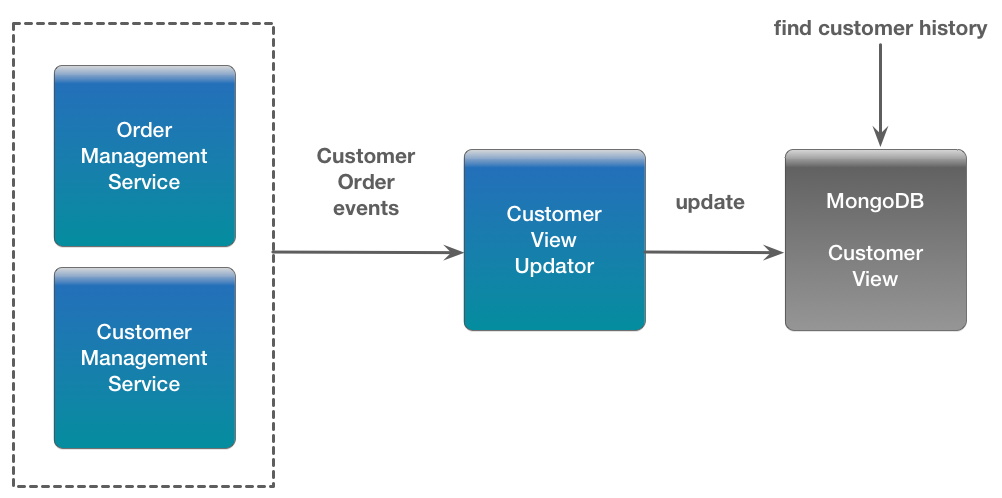 find customer history
Order
Management
Service
Customer
Order
events
Customer
View
Updator
update
MongoDB
Customer
View
Customer
Management
Service